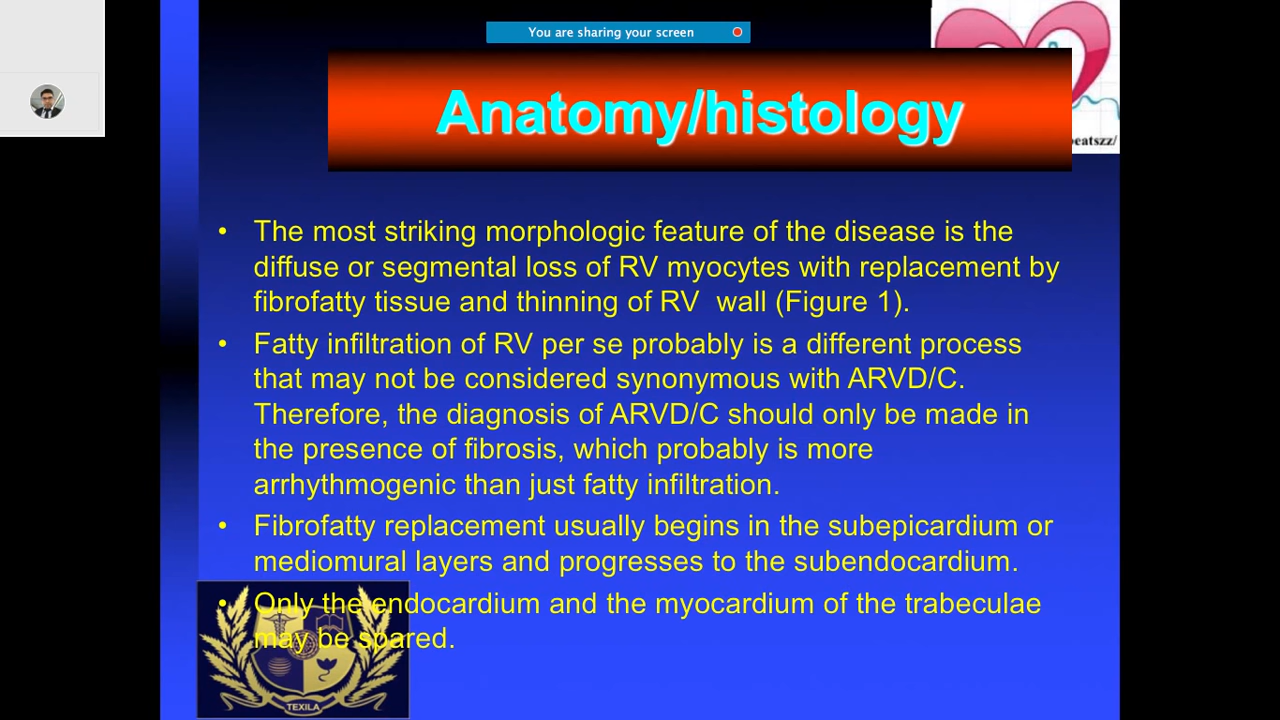 You are sharing your screen
Anatomy/histology
beatszz/
• The most striking morphologic feature of the disease is the
diffuse or segmental loss of RV myocytes with replacement by
fibrofatty tissue and thinning of RV  wall (Figure 1).
• Fatty infiltration of RV per se probably is a different process
that may not be considered synonymous with ARVD/C.
Therefore, the diagnosis of ARVD/C should only be made in
the presence of fibrosis, which probably is more
arrhythmogenic than just fatty infiltration.
• Fibrofatty replacement usually begins in the subepicardium or
mediomural layers and progresses to the subendocardium.
• Only the endocardium and the myocardium of the trabeculae
may be spared.
TEXILA